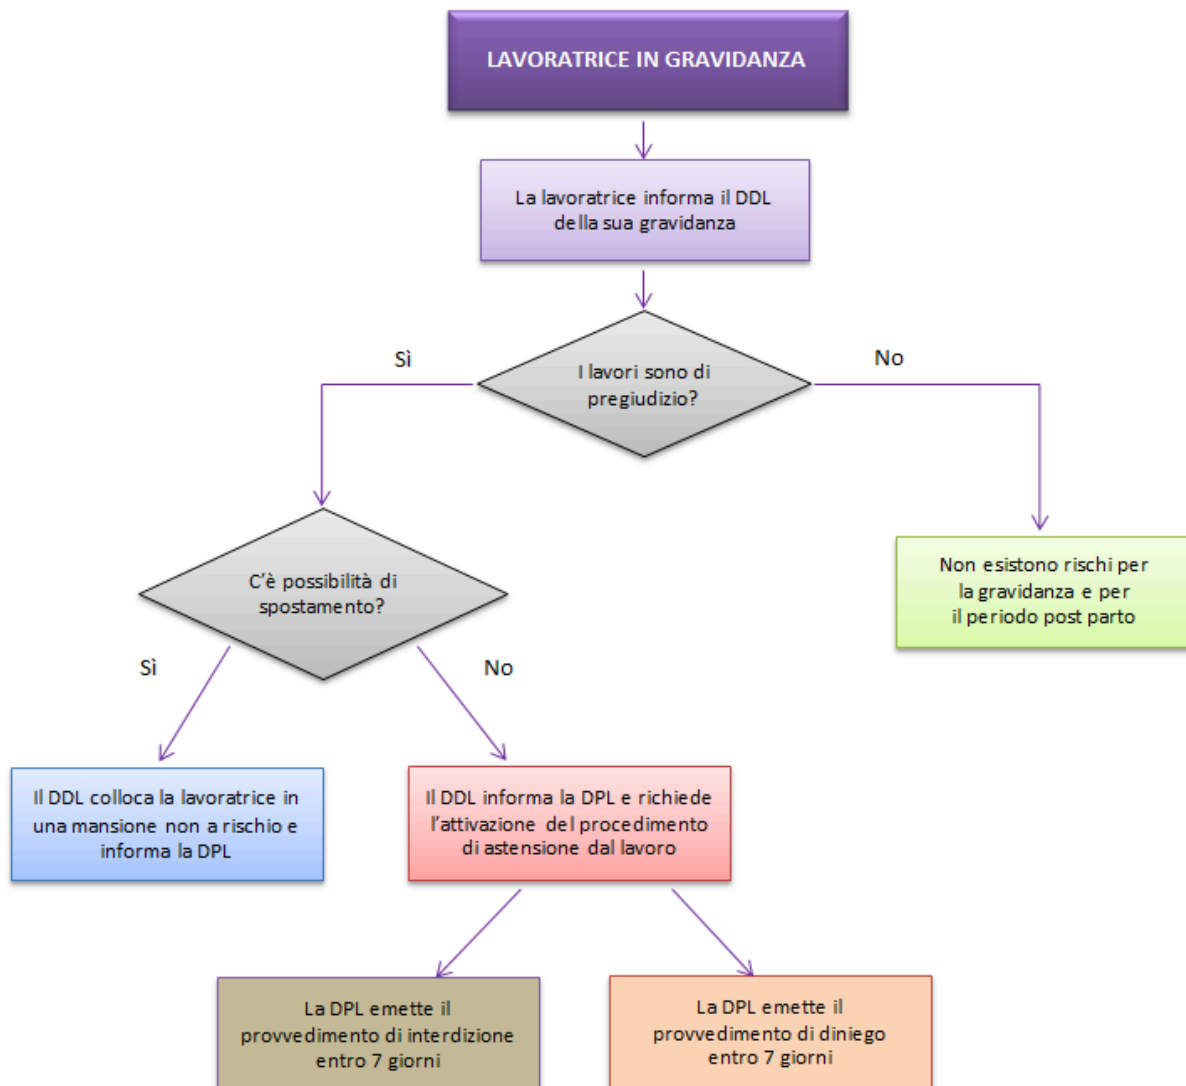 LAVORATRICE IN GRAVIDANZA
La lavoratrice informa il DDL
della sua gravidanza
Sì
No
I lavori sono di
pregiudizio?
C'è possibilità di
spostamento?
Non esistono rischi per
la gravidanza e per
il periodo post parto
Sì
No
Il DDL colloca la lavoratrice in
una mansione non a rischio e
informa la DPL
Il DDL informa la DPL e richiede
l'attivazione del procedimento
di astensione dal lavoro
La DPL emette il
provvedimento di interdizione
entro 7 giorni
La DPL emette il
provvedimento di diniego
entro 7 giorni